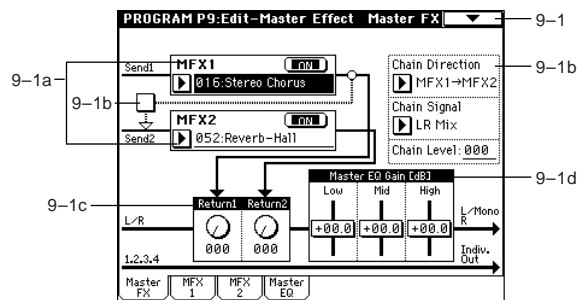 PROGRAM P9:Edit-Master Effect Master FX
9-1
Send1
MFX1
ON
016:Stereo Chorus
9-1a
9-1b
MFX2
ON
Send2
052:Reverb-Hall
Chain Direction
MFX1→MFX2
9-1b
Chain Signal
LR Mix
Chain Level: 000
Master EQ Gain [dB]
9-1d
Low Mid High
9-1c
Return1 Return2
L/R
+00.0 +00.0 +00.0
L/Mono
R
000 000
1.2.3.4
Indiv.
Out
Master FX
MFX 1
MFX 2
Master EQ